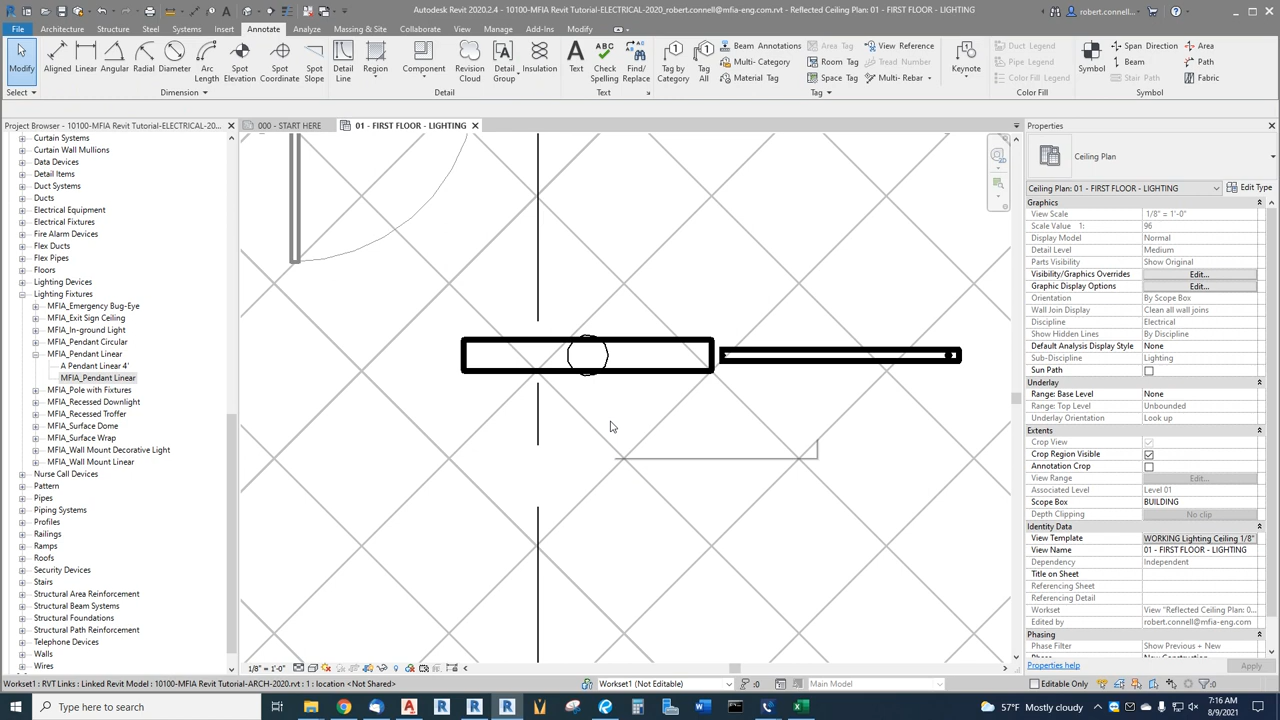 Autodesk Revit 2020.2.4 - 10100-MFIA Revit Tutorial-ELECTRICAL-2020_robert.connell@mfia-eng.com.rvt - Reflected Ceiling Plan: 01 - FIRST FLOOR - LIGHTING
robert.connell...
File Architecture Structure Steel Systems Insert Annotate Analyze Massing & Site Collaborate View Manage Add-Ins Modify
Modify Aligned Linear Angular Radial Diameter Arc Length Spot Elevation Spot Coordinate Spot Slope Detail Line Region Component Revision Cloud Detail Group Insulation Text Check Spelling Find/ Replace Tag by Category Tag All
Beam Annotations Area Tag View Reference Duct Legend Span Direction Area
Multi- Category Room Tag Tread Number Keynote Pipe Legend Symbol Beam Path
Material Tag Space Tag Multi-Rebar Color Fill Legend Stair Path Fabric
Select Dimension Detail Text Tag Color Fill Symbol
Project Browser - 10100-MFIA Revit Tutorial-ELECTRICAL-20...
000 - START HERE
01 - FIRST FLOOR - LIGHTING
Properties
Curtain Systems
Curtain Wall Mullions
Data Devices
Detail Items
Duct Systems
Ducts
Electrical Equipment
Electrical Fixtures
Fire Alarm Devices
Flex Ducts
Flex Pipes
Floors
Lighting Devices
Lighting Fixtures
MFIA_Emergency Bug-Eye
MFIA_Exit Sign Ceiling
MFIA_In-ground Light
MFIA_Pendant Circular
MFIA_Pendant Linear
A Pendant Linear 4'
MFIA_Pendant Linear
MFIA_Pole with Fixtures
MFIA_Recessed Downlight
MFIA_Recessed Troffer
MFIA_Surface Dome
MFIA_Surface Wrap
MFIA_Wall Mount Decorative Light
MFIA_Wall Mount Linear
Nurse Call Devices
Pattern
Pipes
Piping Systems
Profiles
Railings
Ramps
Roofs
Security Devices
Stairs
Structural Area Reinforcement
Structural Beam Systems
Structural Foundations
Structural Path Reinforcement
Telephone Devices
Walls
Wires
Ceiling Plan
Ceiling Plan: 01 - FIRST FLOOR - LIGHTING Edit Type
Graphics
View Scale 1/8" = 1'-0"
Scale Value 1: 96
Display Model Normal
Detail Level Medium
Parts Visibility Show Original
Visibility/Graphics Overrides Edit...
Graphic Display Options Edit...
Orientation By Scope Box
Wall Join Display Clean all wall joins
Discipline Electrical
Show Hidden Lines By Discipline
Default Analysis Display Style None
Sub-Discipline Lighting
Sun Path
Underlay
Range: Base Level None
Range: Top Level Unbounded
Underlay Orientation Look up
Extents
Crop View
Crop Region Visible
Annotation Crop
View Range Edit...
Associated Level Level 01
Scope Box BUILDING
Depth Clipping No clip
Identity Data
View Template WORKING Lighting Ceiling 1/8"
View Name 01 - FIRST FLOOR - LIGHTING
Dependency Independent
Title on Sheet
Referencing Sheet
Referencing Detail
Workset View "Reflected Ceiling Plan: 0...
Edited by robert.connell@mfia-eng.com
Phasing
Phase Filter Show Previous + New
Properties help Apply
1/8" = 1'-0"
Workset1 : RVT Links : Linked Revit Model : 10100-MFIA Revit Tutorial-ARCH-2020.rvt : 1 : location <Not Shared>
Workset1 (Not Editable) :0 Main Model Editable Only :0
Type here to search
57°F Mostly cloudy
7:16 AM
8/9/2021